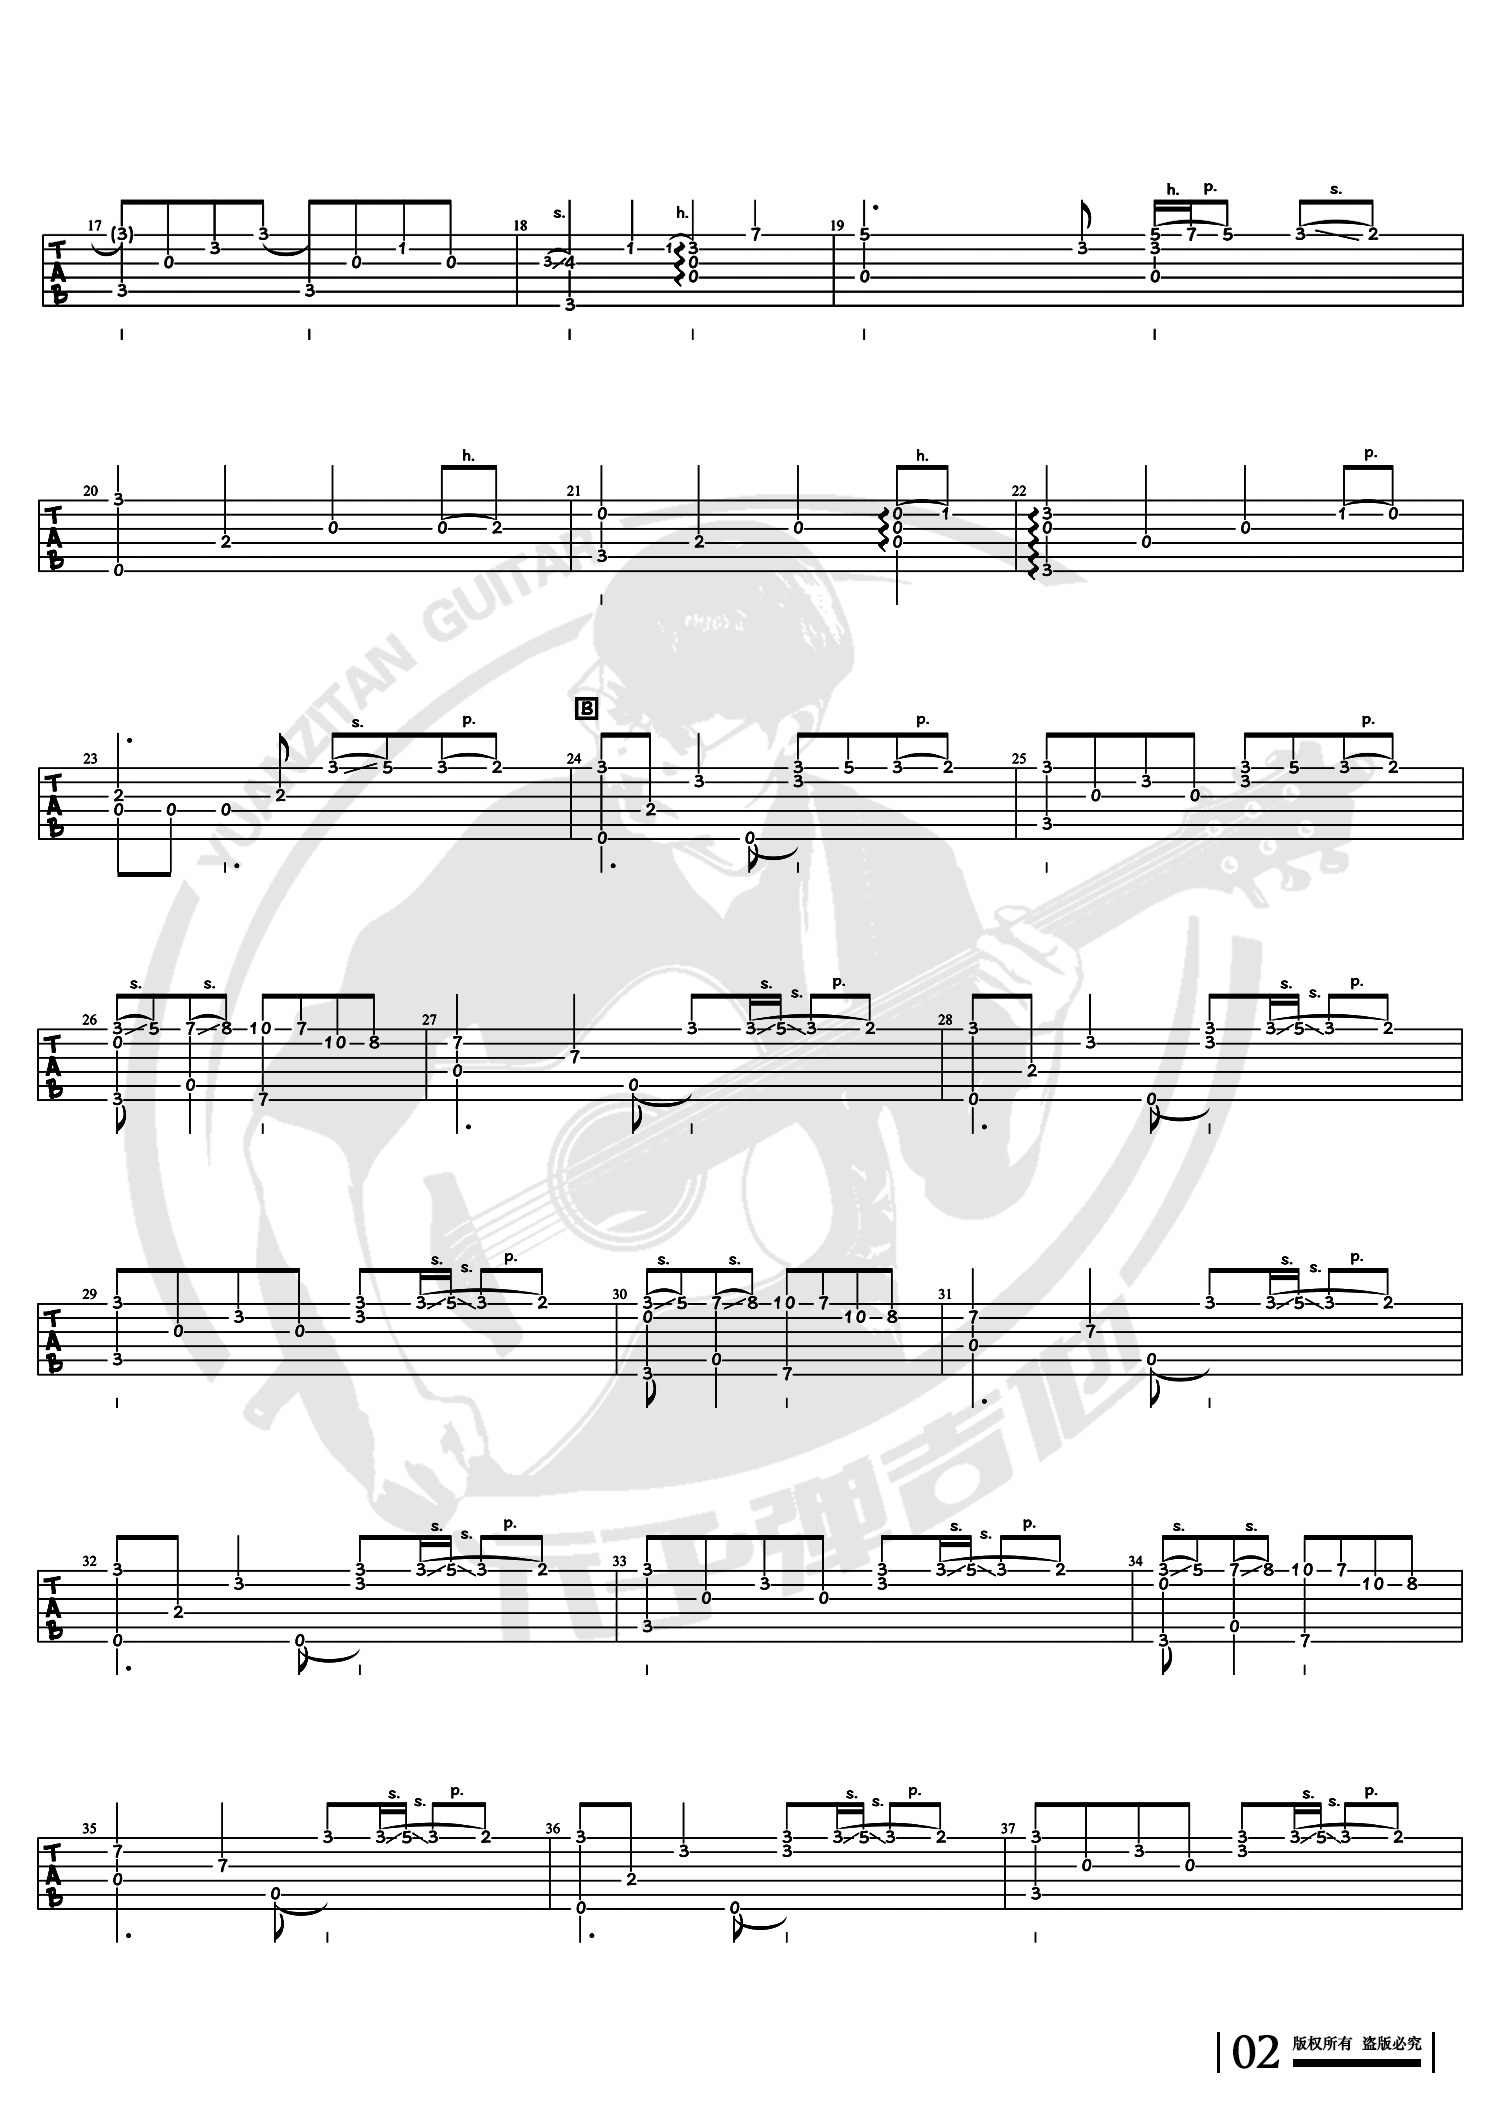 17 18 19
s. h. h. p. s.
T (3) 0 3 3 0 1 0 3/4 1 1 3 7 5 3 5 7 5 3 2
A 0 0 3
B 3 3 3 0 0 0
20 21 22
h. h. p.
T 3 2 0 0 2 0 2 0 0 1 3 0 0 1 0
A 0 0
B 0 3 0 3
B
23 24 25
s. p. p. p.
T 2 2 3 5 3 2 3 2 3 3 5 3 2 3 0 3 0 3 5 3 2
A 0 0 0 3 3
B 0 0 3
26 27 28
s. s. s. s. p. s. s. p.
T 3 5 7 8 10 7 10 8 7 7 3 3 5 3 2 3 2 3 3 3 5 3 2
A 0 0 3
B 3 0 7 0 0 0
29 30 31
s. s. p. s. s. s. s. p.
T 3 0 3 0 3 3 5 3 2 3 5 7 8 10 7 10 8 7 7 3 3 5 3 2
A 3 0 0
B 3 3 0 7 0
32 33 34
s. s. p. s. s. p. s. s.
T 3 2 3 3 3 5 3 2 3 0 3 0 3 3 5 3 2 3 5 7 8 10 7 10 8
A 3 3 0
B 0 0 3 3 0 7
35 36 37
s. s. p. s. s. p. s. s. p.
T 7 7 3 3 5 3 2 3 2 3 3 3 5 3 2 3 0 3 0 3 3 5 3 2
A 0 3 3
B 0 0 0 3
YUANZITAN GUITAR
02 版权所有 盗版必究